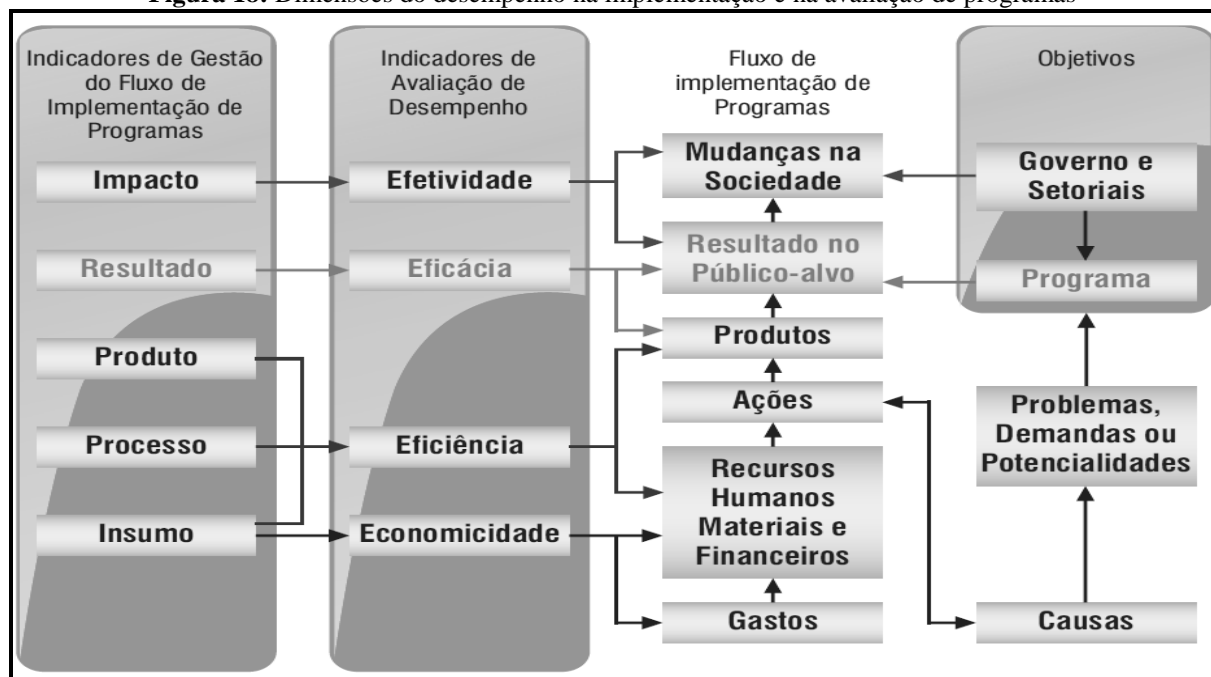 Figura 18: Dimensões do desempenho na implementação e na avaliação de programas
Indicadores de Gestão
do Fluxo de
Implementação de
Programas
Impacto
Resultado
Produto
Processo
Insumo
Indicadores de
Avaliação de
Desempenho
Efetividade
Eficácia
Eficiência
Economicidade
Fluxo de
implementação de
Programas
Mudanças na
Sociedade
Resultado no
Público-alvo
Produtos
Ações
Recursos
Humanos
Materiais e
Financeiros
Gastos
Objetivos
Governo e
Setoriais
Programa
Problemas,
Demandas ou
Potencialidades
Causas